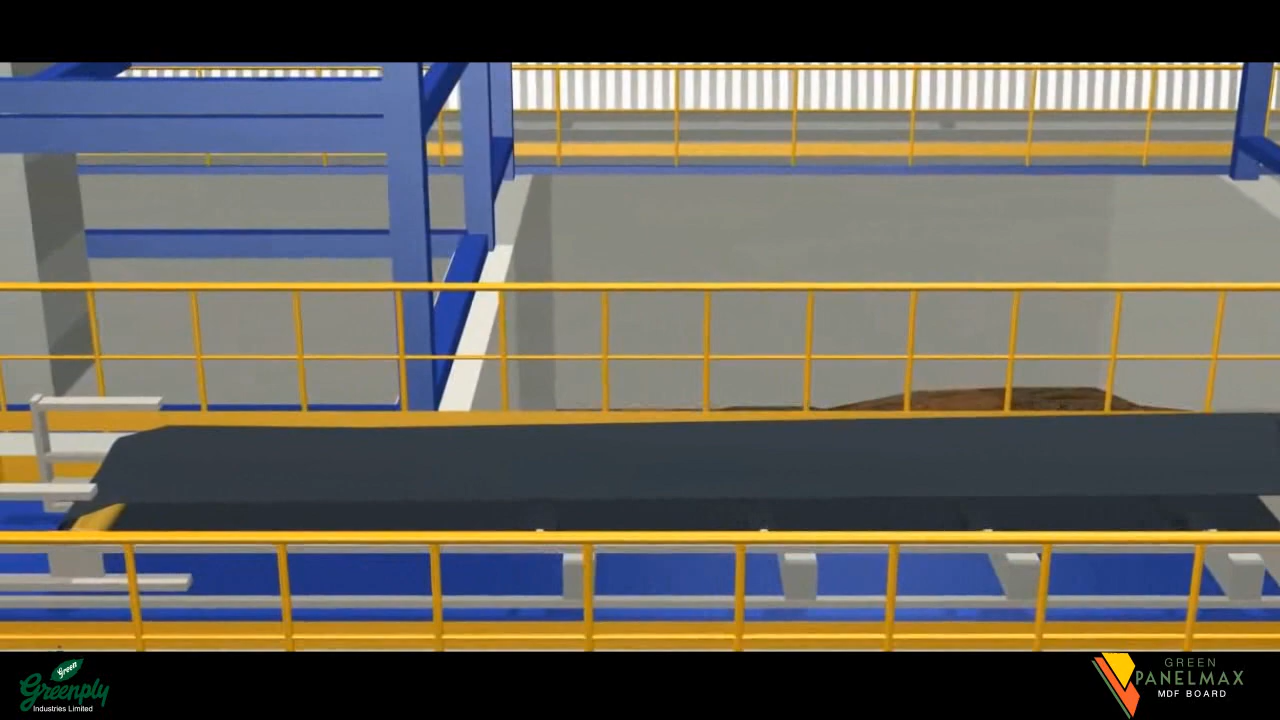 Green
Greenply
Industries Limited
GREEN
PANELMAX
MDF BOARD